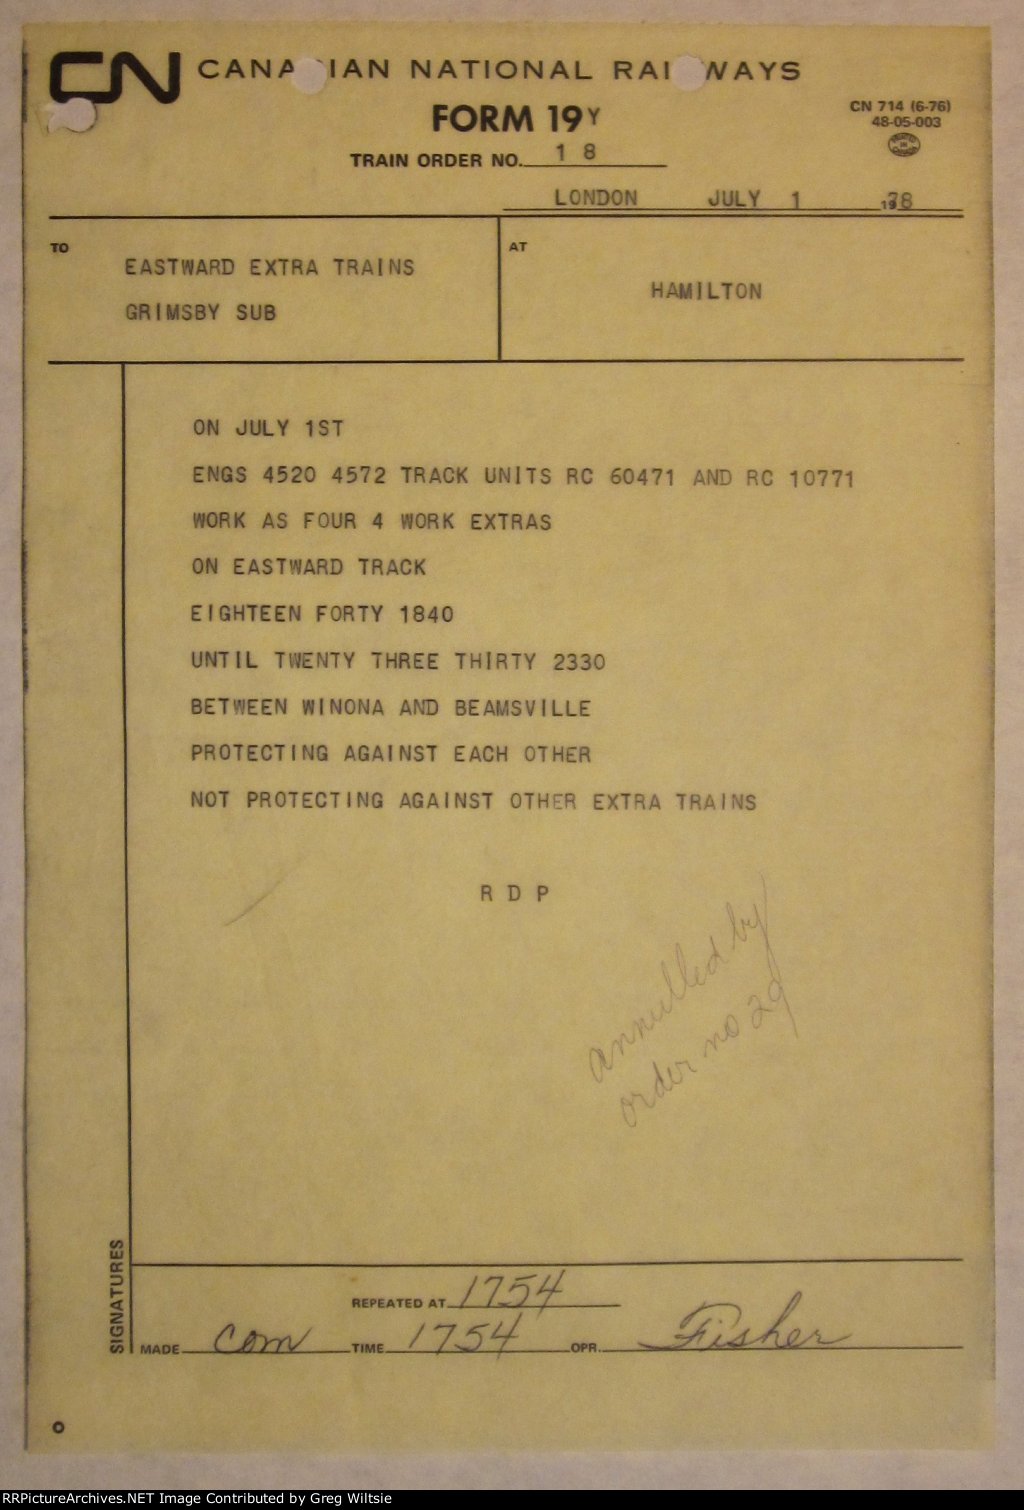 CN CANADIAN NATIONAL RAILWAYS
FORM 19Y
CN 714 (6-76)
48-05-003
TRAIN ORDER NO. 18
LONDON JULY 1 1978
TO
EASTWARD EXTRA TRAINS
GRIMSBY SUB
AT
HAMILTON
ON JULY 1ST
ENGS 4520 4572 TRACK UNITS RC 60471 AND RC 10771
WORK AS FOUR 4 WORK EXTRAS
ON EASTWARD TRACK
EIGHTEEN FORTY 1840
UNTIL TWENTY THREE THIRTY 2330
BETWEEN WINONA AND BEAMSVILLE
PROTECTING AGAINST EACH OTHER
NOT PROTECTING AGAINST OTHER EXTRA TRAINS
R D P
annulled by
order no 29
SIGNATURES
REPEATED AT 1754
MADE com TIME 1754 OPR. Fisher
RRPictureArchives.NET Image Contributed by Greg Wiltsie